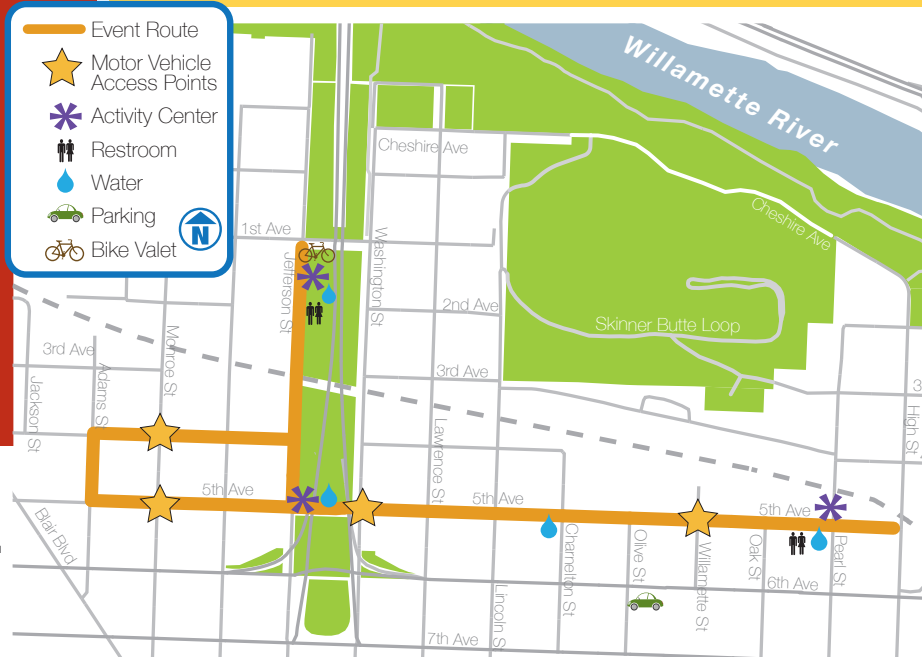 Event Route
Motor Vehicle
Access Points
Activity Center
Restroom
Water
Parking
Bike Valet
N
Willamette River
Cheshire Ave
Cheshire Ave
1st Ave
Washington St
Jefferson St
2nd Ave
Skinner Butte Loop
Monroe St
3rd Ave
3rd Ave
3
Adams S
Jackson St
High St
Lawrence St
5th Ave
5th Ave
5th Ave
Blair Blvd
Charnelton St
Olive St
Willamette St
Oak St
Pearl St
6th Ave
Lincoln S
7th Ave